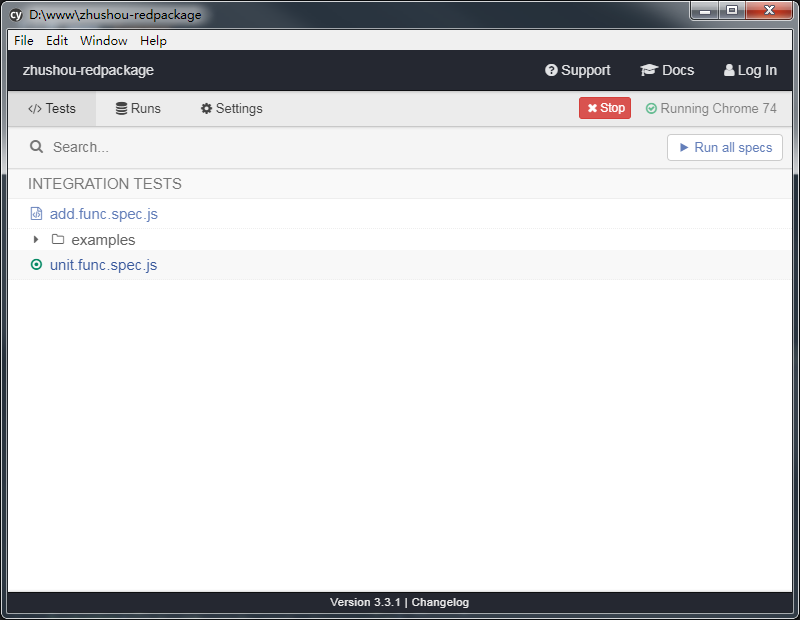 cy D:\www\zhushou-redpackage
File Edit Window Help
zhushou-redpackage Support Docs Log In
</> Tests Runs Settings Stop Running Chrome 74
Search... Run all specs
INTEGRATION TESTS
add.func.spec.js
examples
unit.func.spec.js
Version 3.3.1 | Changelog